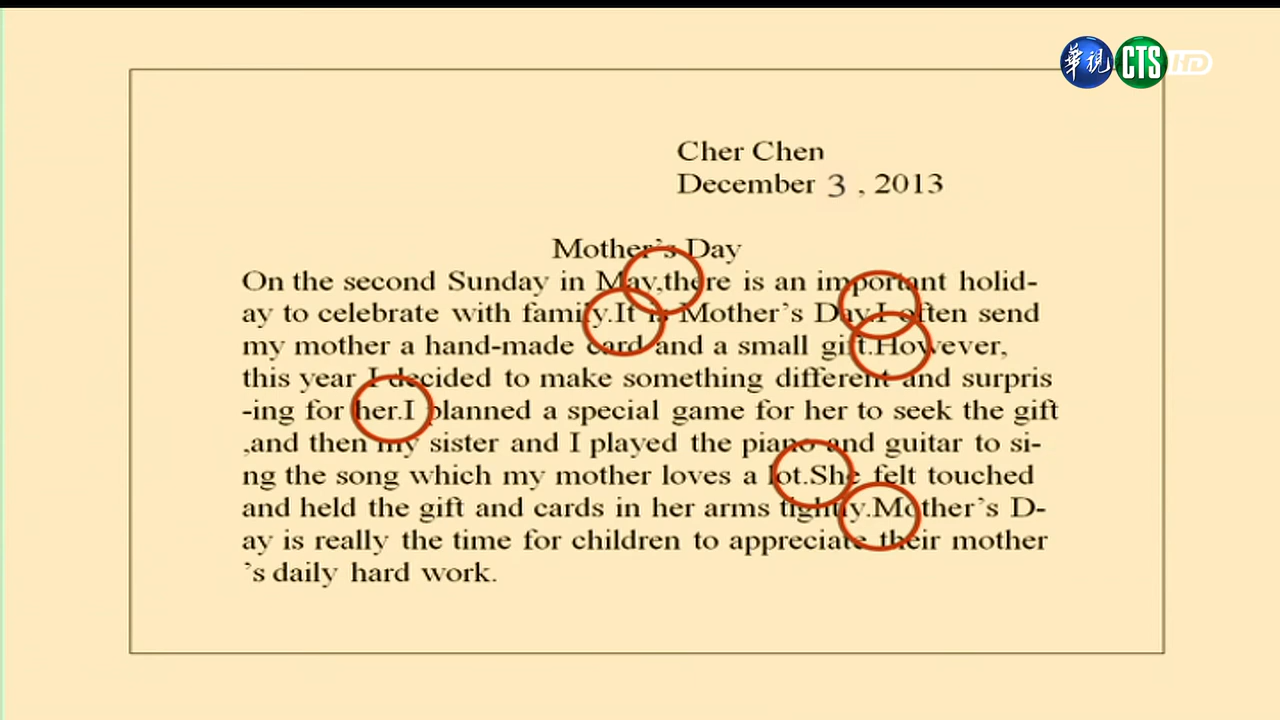 華視 CTS HD
Cher Chen
December 3 , 2013
Mother's Day
On the second Sunday in May,there is an important holid-
ay to celebrate with family.It is Mother's Day.I often send
my mother a hand-made card and a small gift.However,
this year I decided to make something different and surpris
-ing for her.I planned a special game for her to seek the gift
,and then my sister and I played the piano and guitar to si-
ng the song which my mother loves a lot.She felt touched
and held the gift and cards in her arms tightly.Mother's D-
ay is really the time for children to appreciate their mother
's daily hard work.